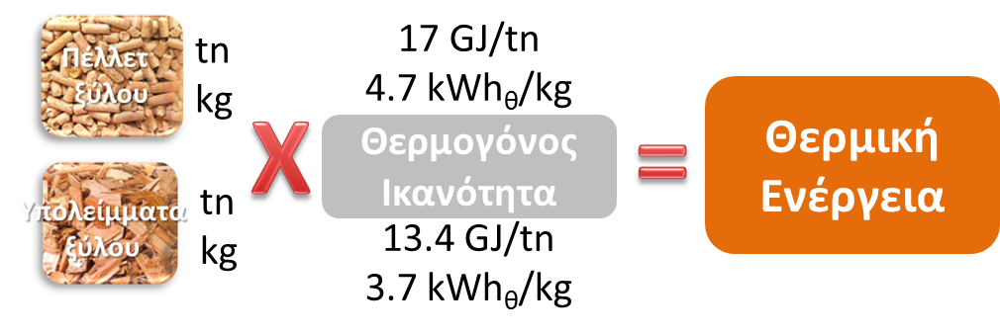 Πέλλετ
ξύλου
tn
kg
17 GJ/tn
4.7 kWhθ/kg
X
Θερμογόνος
Ικανότητα
=
Θερμική
Ενέργεια
Υπολείμματα
ξύλου
tn
kg
13.4 GJ/tn
3.7 kWhθ/kg